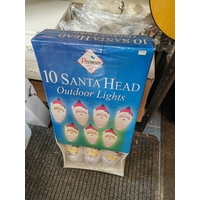 Premier
10 SANTA HEAD
Outdoor Lights